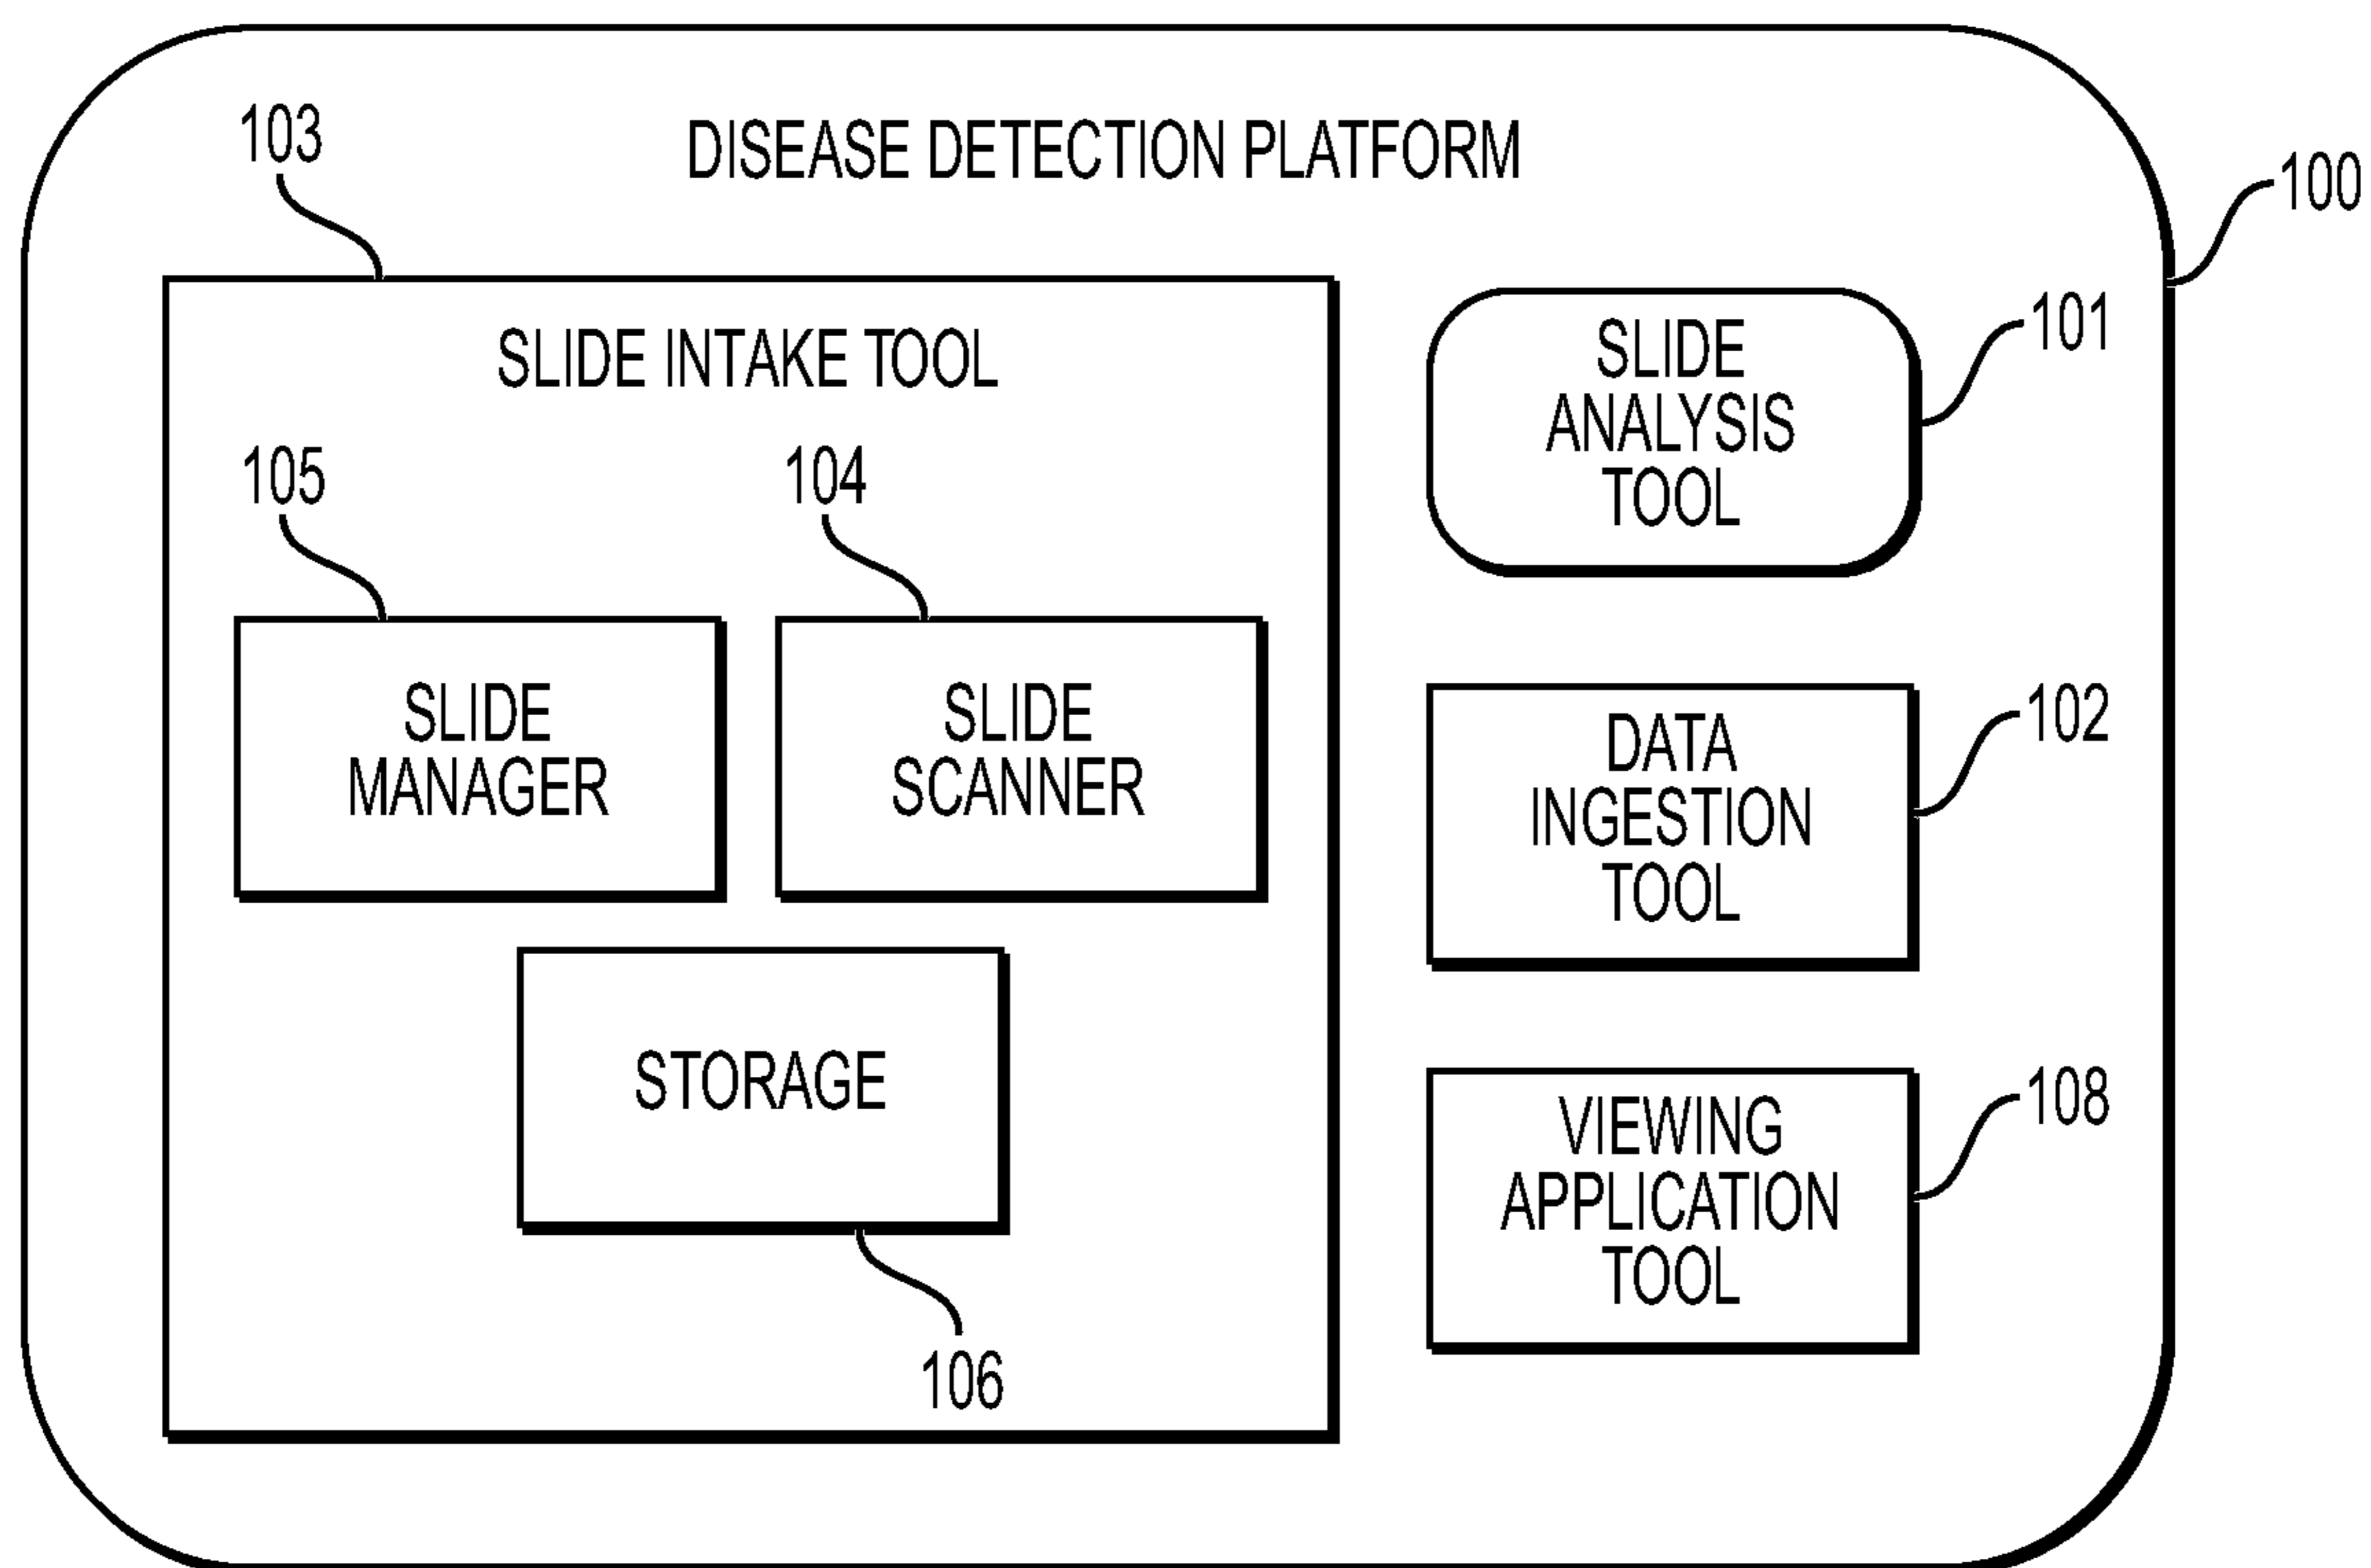 DISEASE DETECTION PLATFORM
100
103
SLIDE INTAKE TOOL
105
104
SLIDE
MANAGER
SLIDE
SCANNER
STORAGE
106
SLIDE
ANALYSIS
TOOL
101
DATA
INGESTION
TOOL
102
VIEWING
APPLICATION
TOOL
108